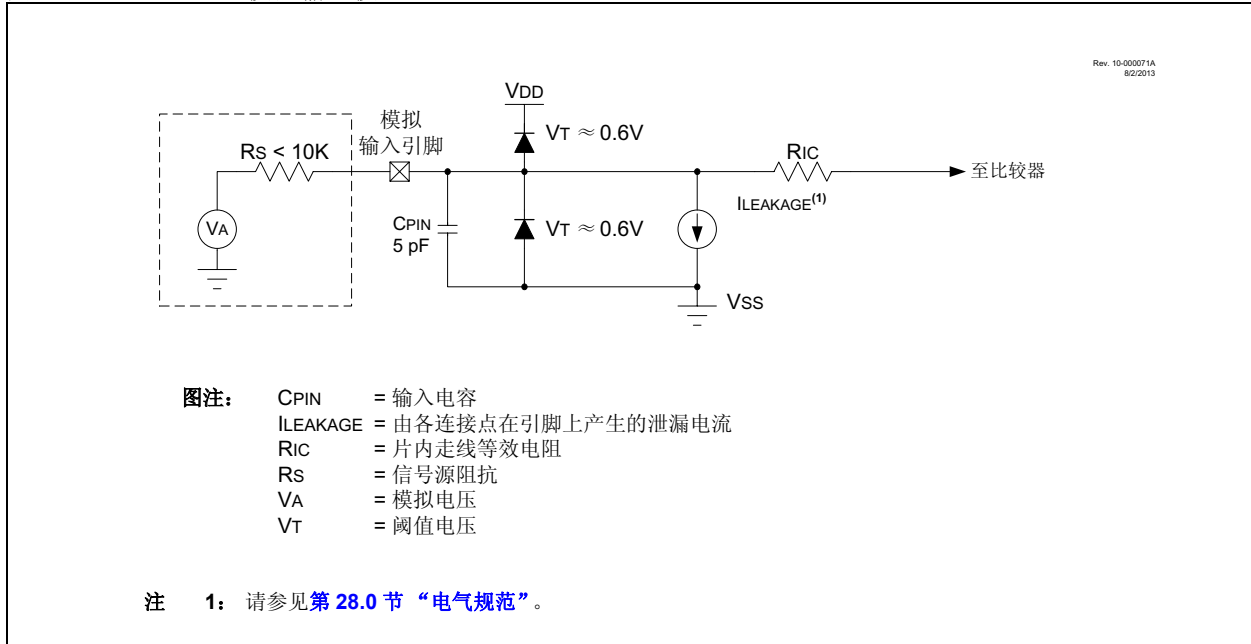 Rev. 10-000071A
8/2/2013
VDD
模拟
输入引脚
VT ≈ 0.6V
RS < 10K
RIC
至比较器
ILEAKAGE(1)
VA
CPIN
5 pF
VT ≈ 0.6V
VSS
图注： CPIN = 输入电容
ILEAKAGE = 由各连接点在引脚上产生的泄漏电流
RIC = 片内走线等效电阻
RS = 信号源阻抗
VA = 模拟电压
VT = 阈值电压
注 1： 请参见第 28.0 节 “电气规范”。